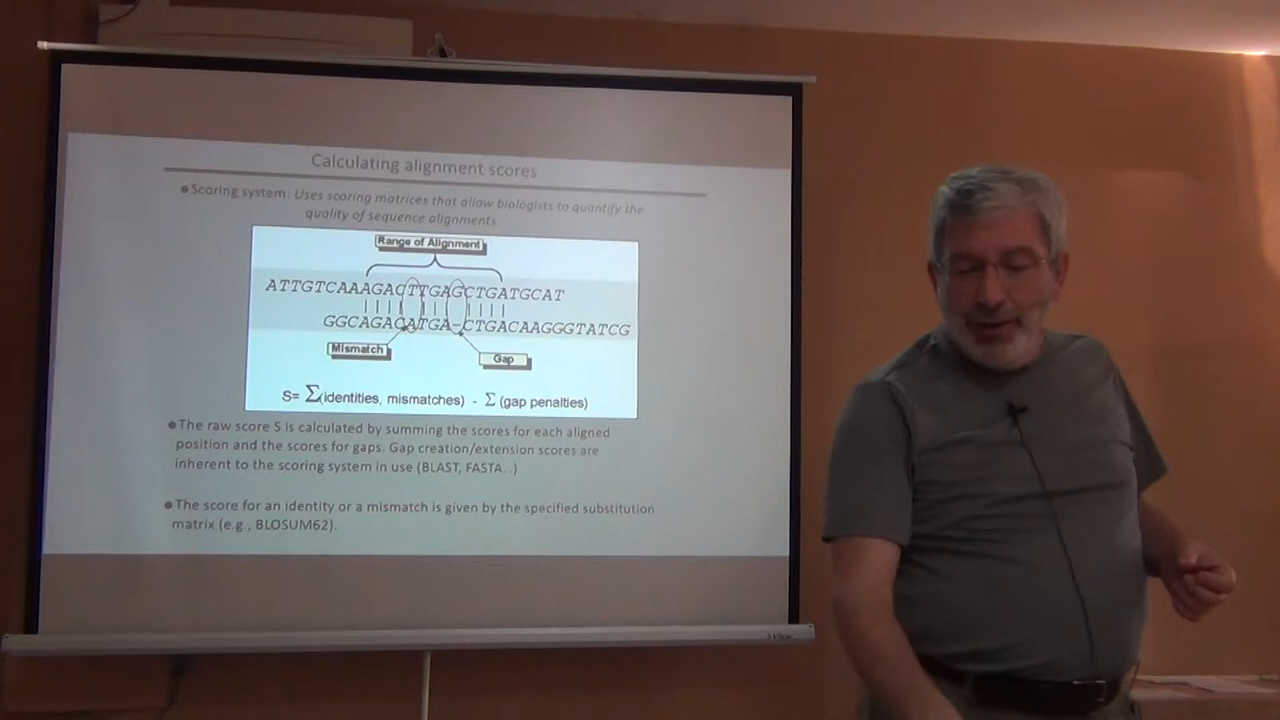 Calculating alignment scores
●Scoring system: Uses scoring matrices that allow biologists to quantify the
quality of sequence alignments
Range of Alignment
ATTGTCAAAGACTTGAGCTGATGCAT
GGCAGACATGA-CTGACAAGGGTATCG
Mismatch
Gap
S= Σ(identities, mismatches) - Σ (gap penalties)
●The raw score S is calculated by summing the scores for each aligned
position and the scores for gaps. Gap creation/extension scores are
inherent to the scoring system in use (BLAST, FASTA...)
●The score for an identity or a mismatch is given by the specified substitution
matrix (e.g., BLOSUM62).